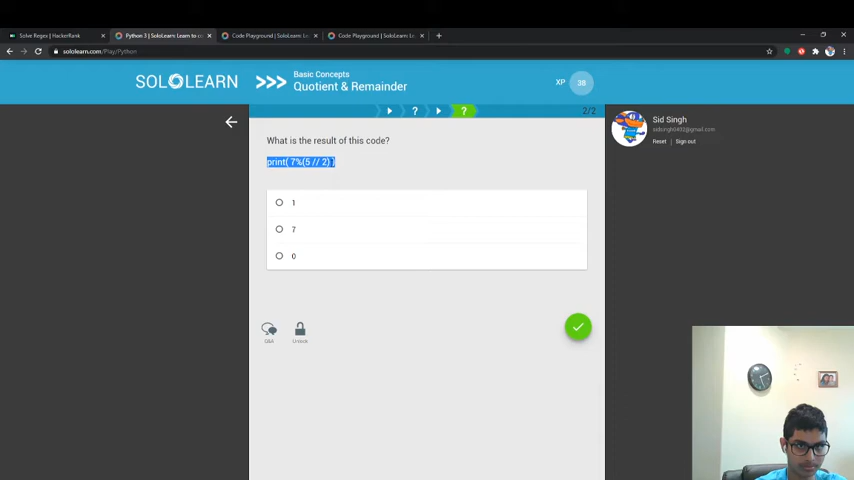 Solve Regex | HackerRank
Python 3 | SoloLearn: Learn to c
Code Playground | SoloLearn: Le
Code Playground | SoloLearn: Le
sololearn.com/Play/Python
SOLOLEARN
Basic Concepts
Quotient & Remainder
XP 38
2/2
What is the result of this code?
print( 7%(5 // 2) )
1
7
0
Q&A
Unlock
Sid Singh
Reset | Sign out